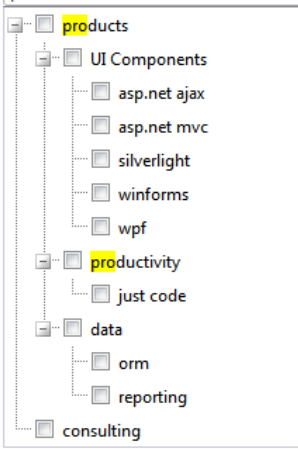 products
UI Components
asp.net ajax
asp.net mvc
silverlight
winforms
wpf
productivity
just code
data
orm
reporting
consulting